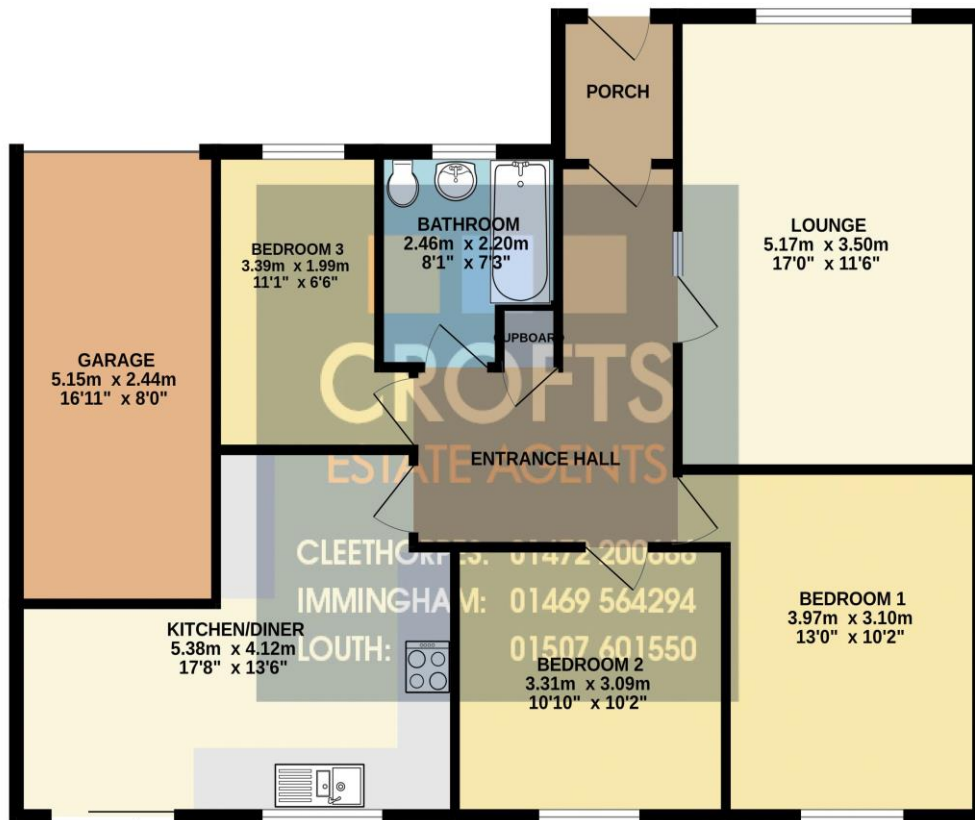 PORCH
LOUNGE
5.17m x 3.50m
17'0" x 11'6"
BATHROOM
2.46m x 2.20m
8'1" x 7'3"
BEDROOM 3
3.39m x 1.99m
11'1" x 6'6"
CUPBOARD
GARAGE
5.15m x 2.44m
16'11" x 8'0"
CROFTS
ESTATE AGENTS
ENTRANCE HALL
CLEETHORPES: 01472 200666
IMMINGHAM: 01469 564294
LOUTH: 01507 601550
KITCHEN/DINER
5.38m x 4.12m
17'8" x 13'6"
BEDROOM 2
3.31m x 3.09m
10'10" x 10'2"
BEDROOM 1
3.97m x 3.10m
13'0" x 10'2"